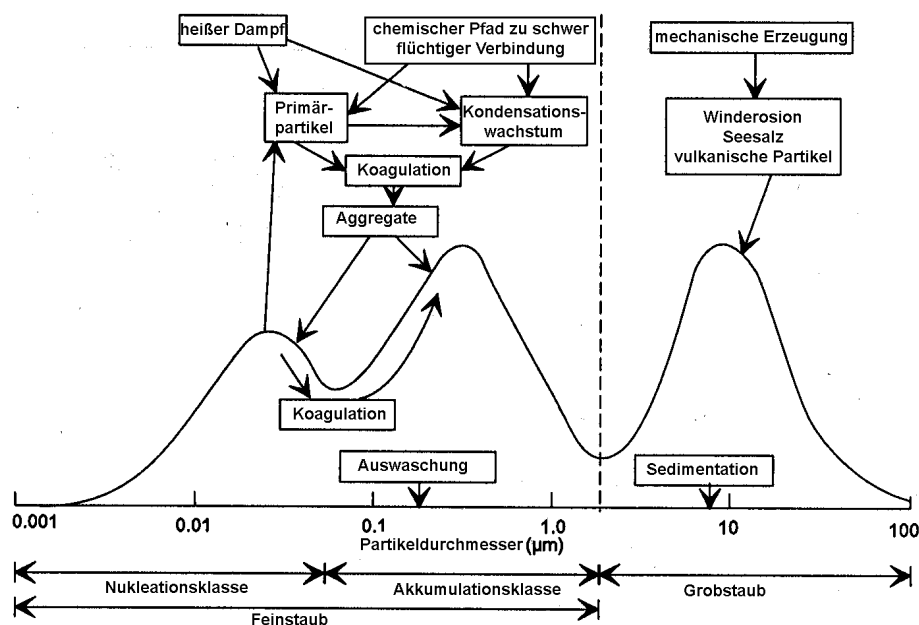 heißer Dampf
chemischer Pfad zu schwer
flüchtiger Verbindung
mechanische Erzeugung
Primär-
partikel
Kondensations-
wachstum
Winderosion
Seesalz
vulkanische Partikel
Koagulation
Aggregate
Koagulation
Auswaschung
Sedimentation
0.001
0.01
0.1
1.0
10
100
Partikeldurchmesser (µm)
Nukleationsklasse
Akkumulationsklasse
Grobstaub
Feinstaub